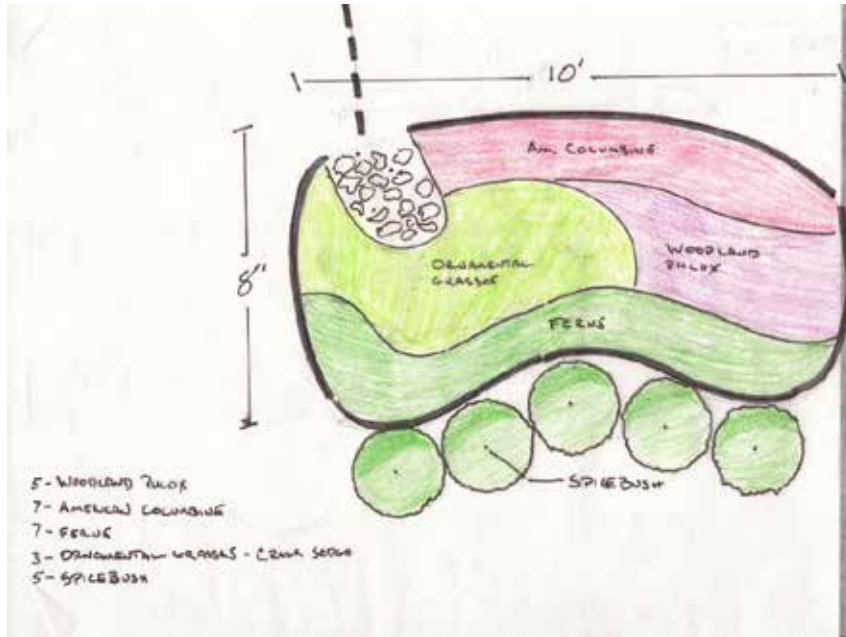 10'
AM. COLUMBINE
WOODLAND
PHLOX
ORNAMENTAL
GRASSES
8'
FERNS
SPICEBUSH
5 - WOODLAND PHLOX
7 - AMERICAN COLUMBINE
7 - FERNS
3 - ORNAMENTAL GRASSES - CREEK SEDGE
5 - SPICEBUSH